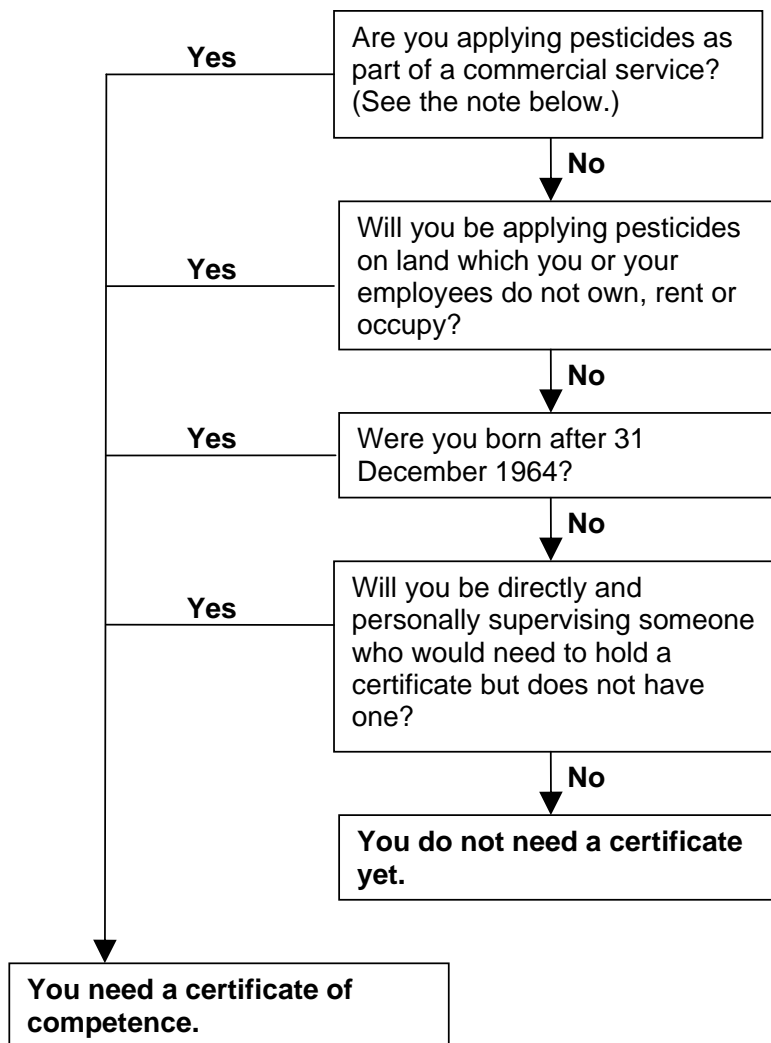 Are you applying pesticides as
part of a commercial service?
(See the note below.)
Yes
No
Will you be applying pesticides
on land which you or your
employees do not own, rent or
occupy?
Yes
No
Were you born after 31
December 1964?
Yes
No
Will you be directly and
personally supervising someone
who would need to hold a
certificate but does not have
one?
Yes
No
You do not need a certificate
yet.
You need a certificate of
competence.